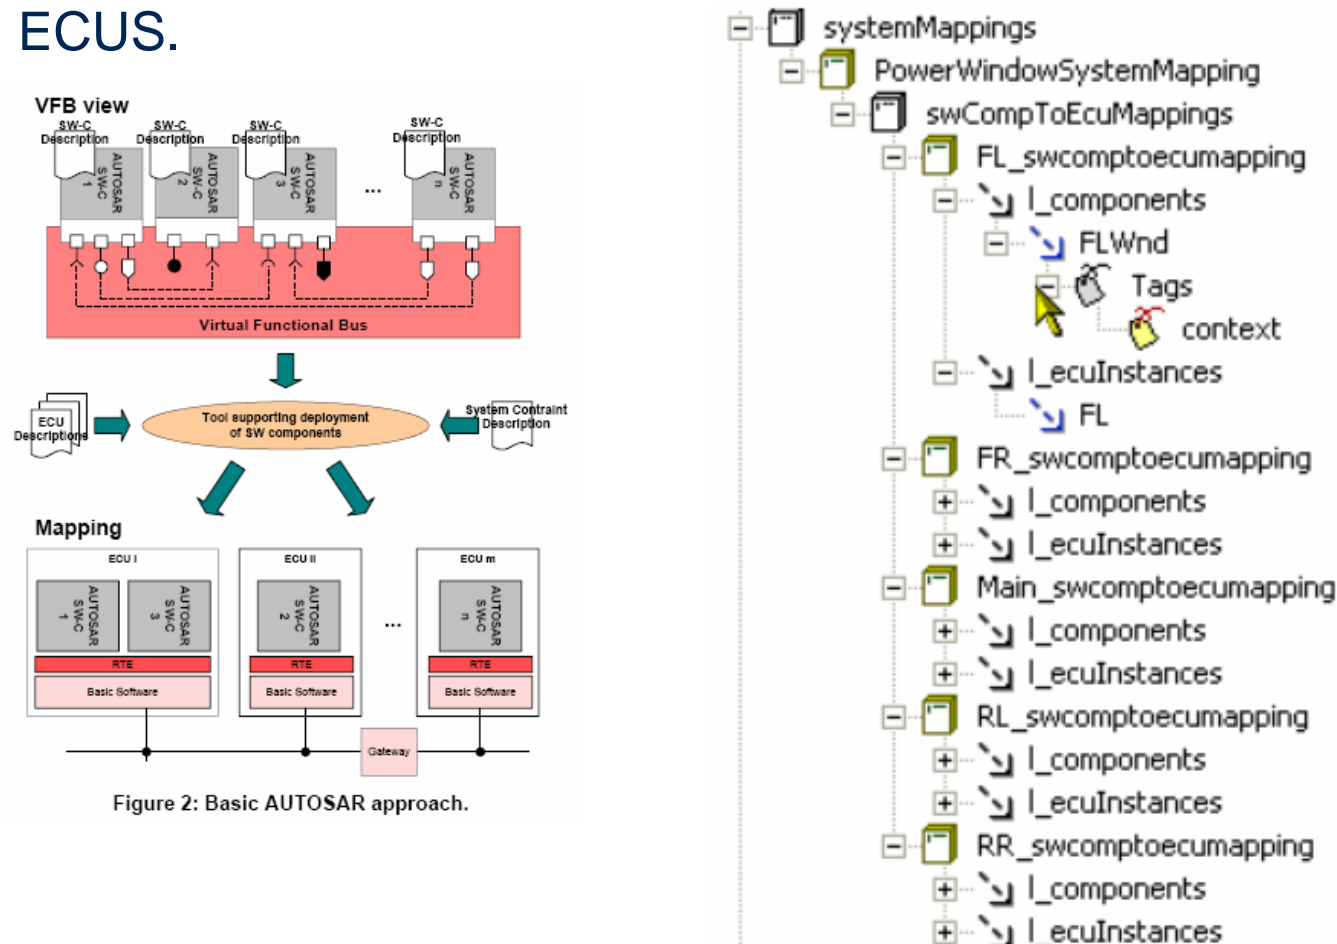 ECUS.
VFB view
SW-C
Description
SW-C
Description
SW-C
Description
SW-C
Description
AUTOSAR
SW-C
1
AUTOSAR
SW-C
2
AUTOSAR
SW-C
3
...
AUTOSAR
SW-C
n
Virtual Functional Bus
ECU
Descriptions
Tool supporting deployment
of SW components
System Contraint
Description
Mapping
ECU I
ECU II
ECU m
AUTOSAR
SW-C
1
AUTOSAR
SW-C
3
AUTOSAR
SW-C
2
...
AUTOSAR
SW-C
n
RTE
RTE
RTE
Basic Software
Basic Software
Basic Software
Gateway
Figure 2: Basic AUTOSAR approach.
systemMappings
PowerWindowSystemMapping
swCompToEcuMappings
FL_swcomptoecumapping
l_components
FLWnd
Tags
context
l_ecuInstances
FL
FR_swcomptoecumapping
l_components
l_ecuInstances
Main_swcomptoecumapping
l_components
l_ecuInstances
RL_swcomptoecumapping
l_components
l_ecuInstances
RR_swcomptoecumapping
l_components
l_ecuInstances